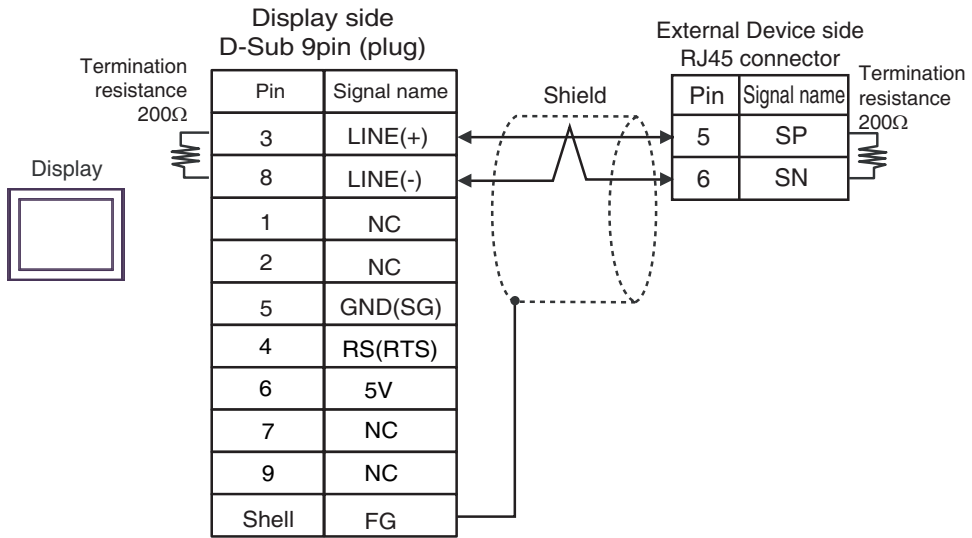 Display side
D-Sub 9pin (plug)
External Device side
RJ45 connector
Termination
resistance
200Ω
Termination
resistance
200Ω
Shield
Display
Pin Signal name
3 LINE(+)
8 LINE(-)
1 NC
2 NC
5 GND(SG)
4 RS(RTS)
6 5V
7 NC
9 NC
Shell FG
Pin Signal name
5 SP
6 SN